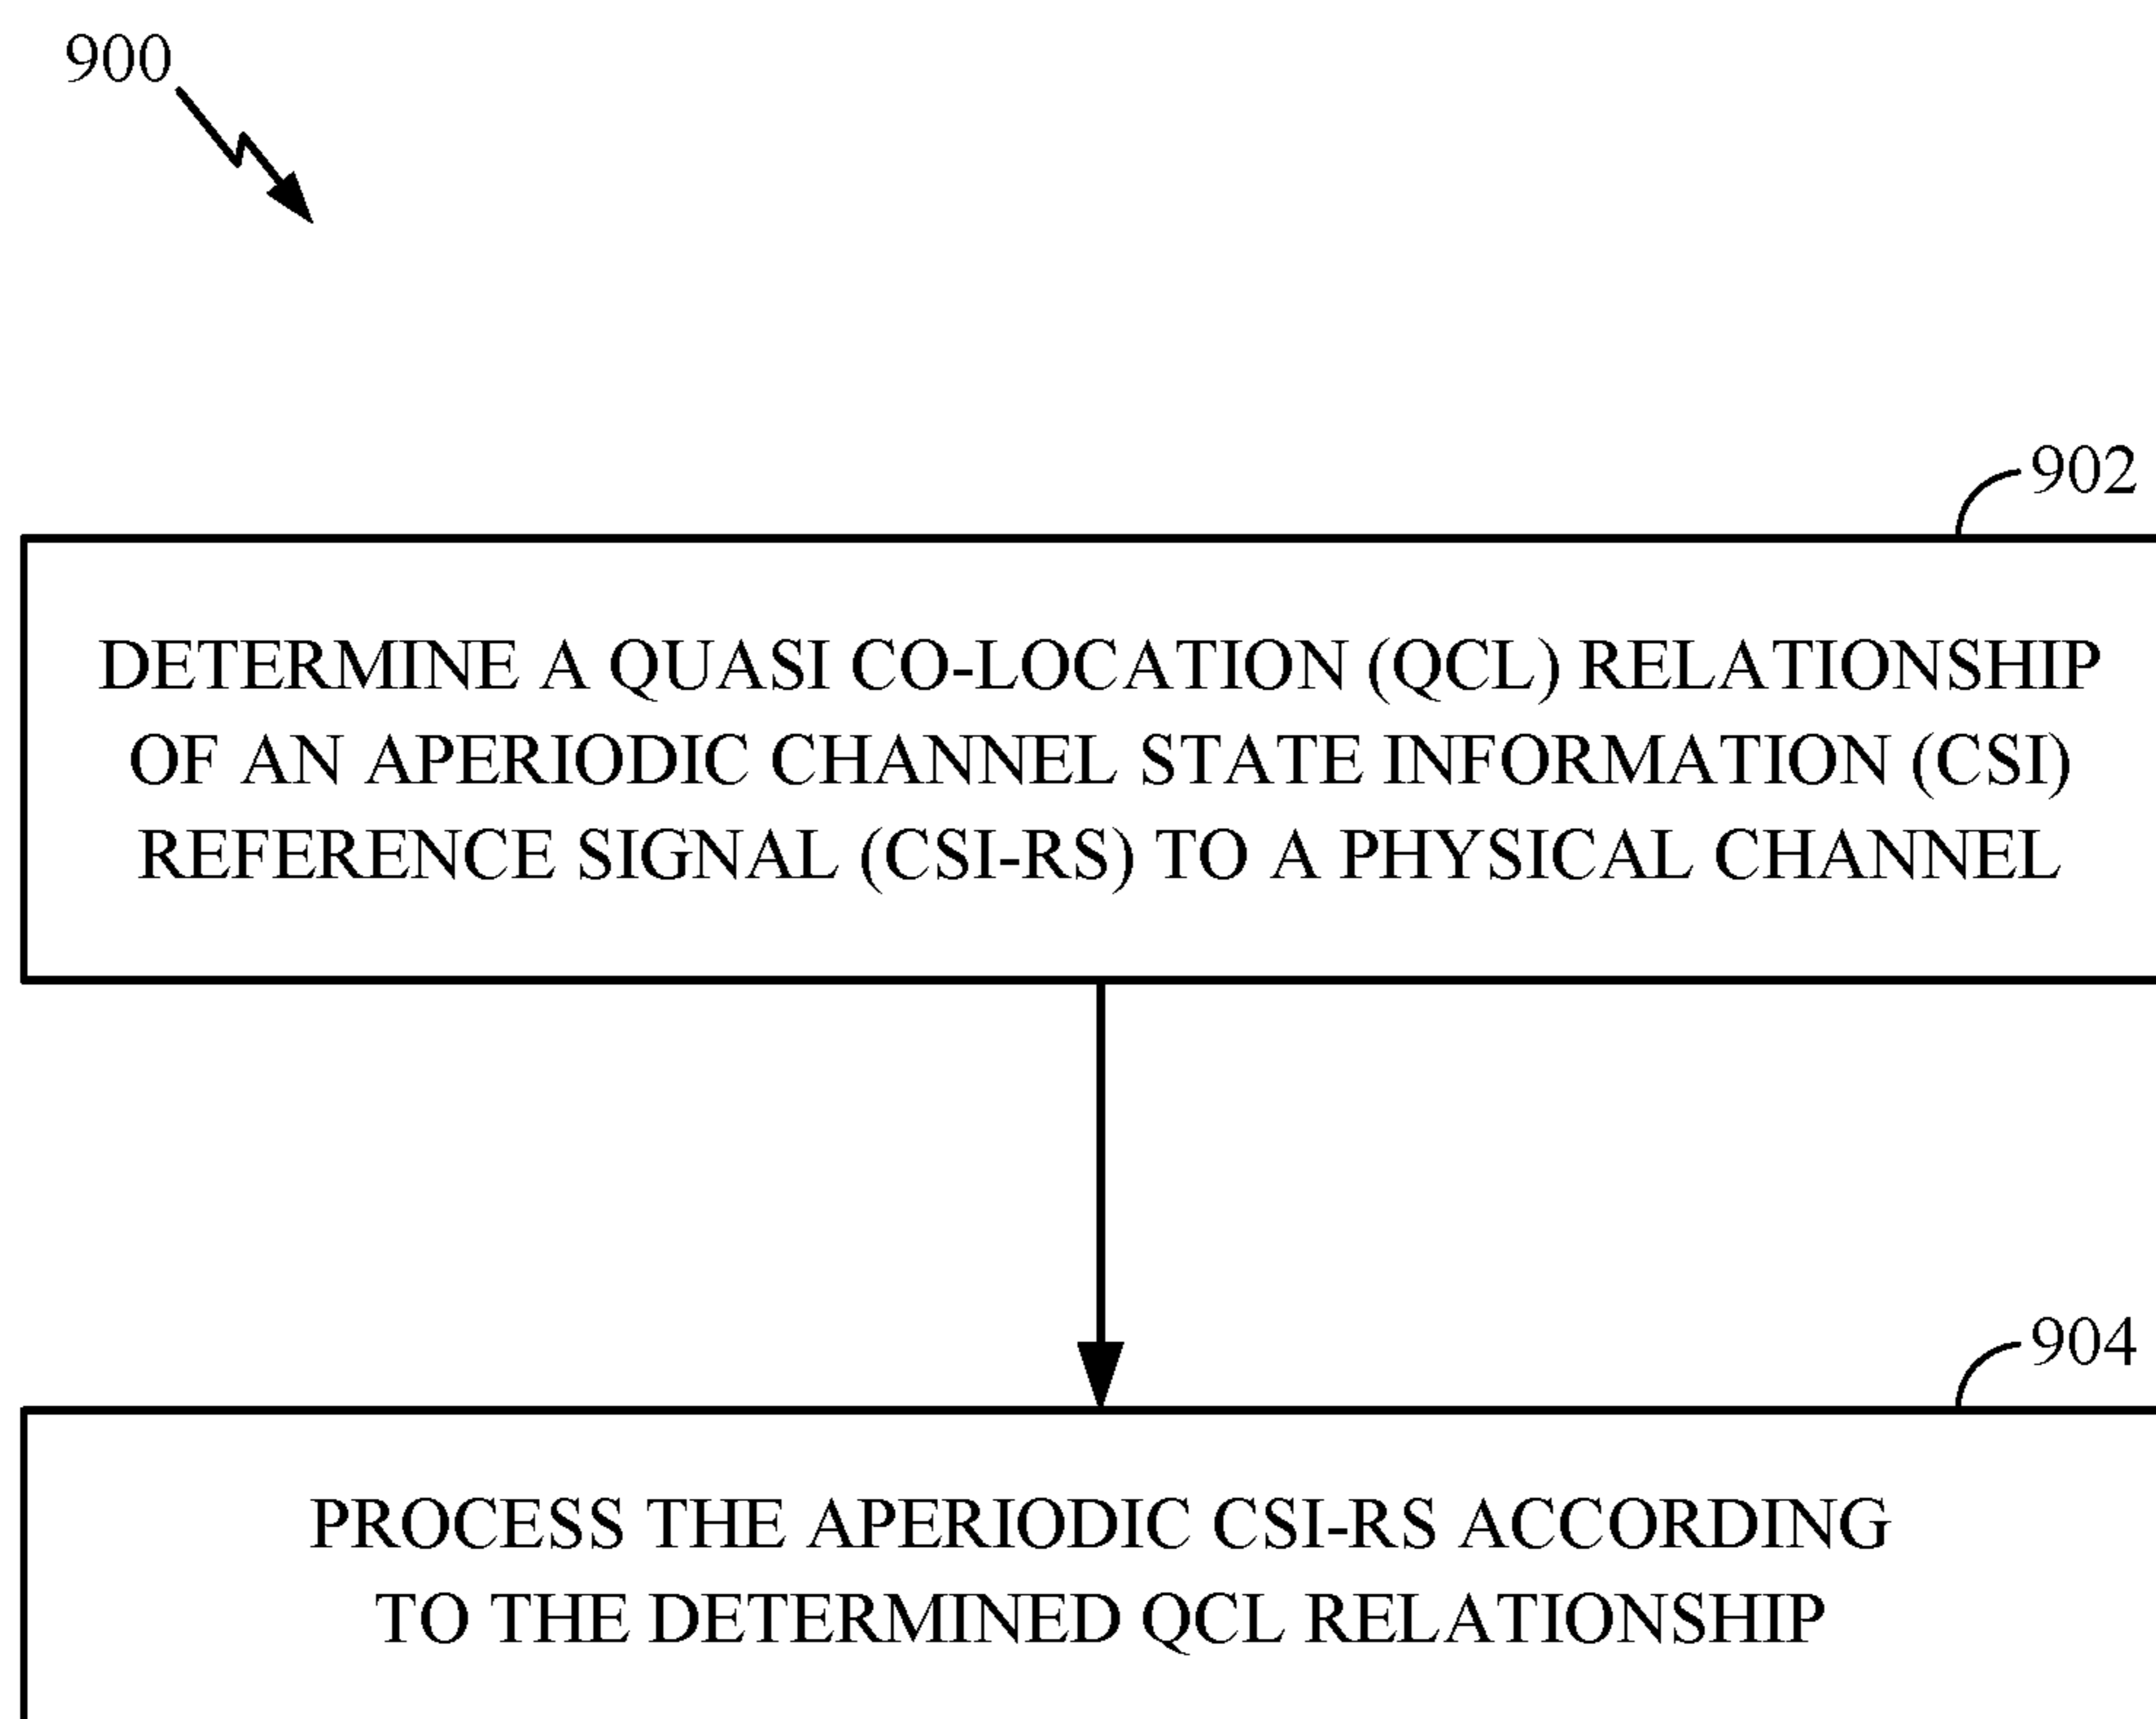 900
902
DETERMINE A QUASI CO-LOCATION (QCL) RELATIONSHIP
OF AN APERIODIC CHANNEL STATE INFORMATION (CSI)
REFERENCE SIGNAL (CSI-RS) TO A PHYSICAL CHANNEL
904
PROCESS THE APERIODIC CSI-RS ACCORDING
TO THE DETERMINED QCL RELATIONSHIP